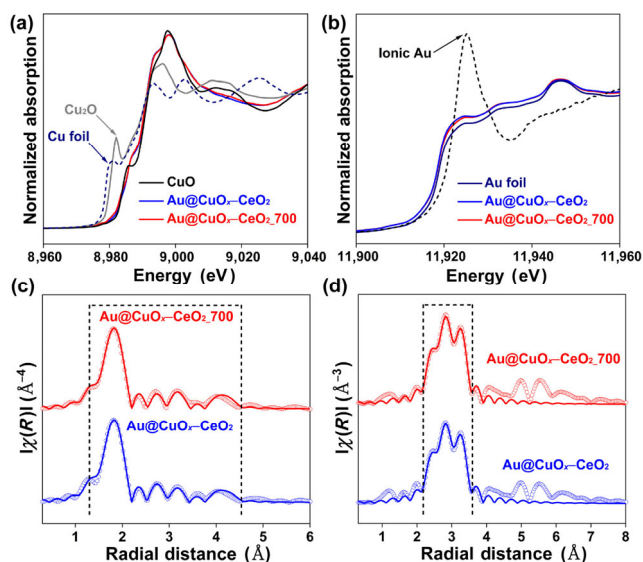 (a)
Normalized absorption
Cu₂O
Cu foil
CuO
Au@CuOₓ–CeO₂
Au@CuOₓ–CeO₂_700
8,960 8,980 9,000 9,020 9,040
Energy (eV)
(b)
Normalized absorption
Ionic Au
Au foil
Au@CuOₓ–CeO₂
Au@CuOₓ–CeO₂_700
11,900 11,920 11,940 11,960
Energy (eV)
(c)
|χ(R)| (Å⁻⁴)
Au@CuOₓ–CeO₂_700
Au@CuOₓ–CeO₂
1 2 3 4 5 6
Radial distance (Å)
(d)
|χ(R)| (Å⁻³)
Au@CuOₓ–CeO₂_700
Au@CuOₓ–CeO₂
0 1 2 3 4 5 6 7 8
Radial distance (Å)